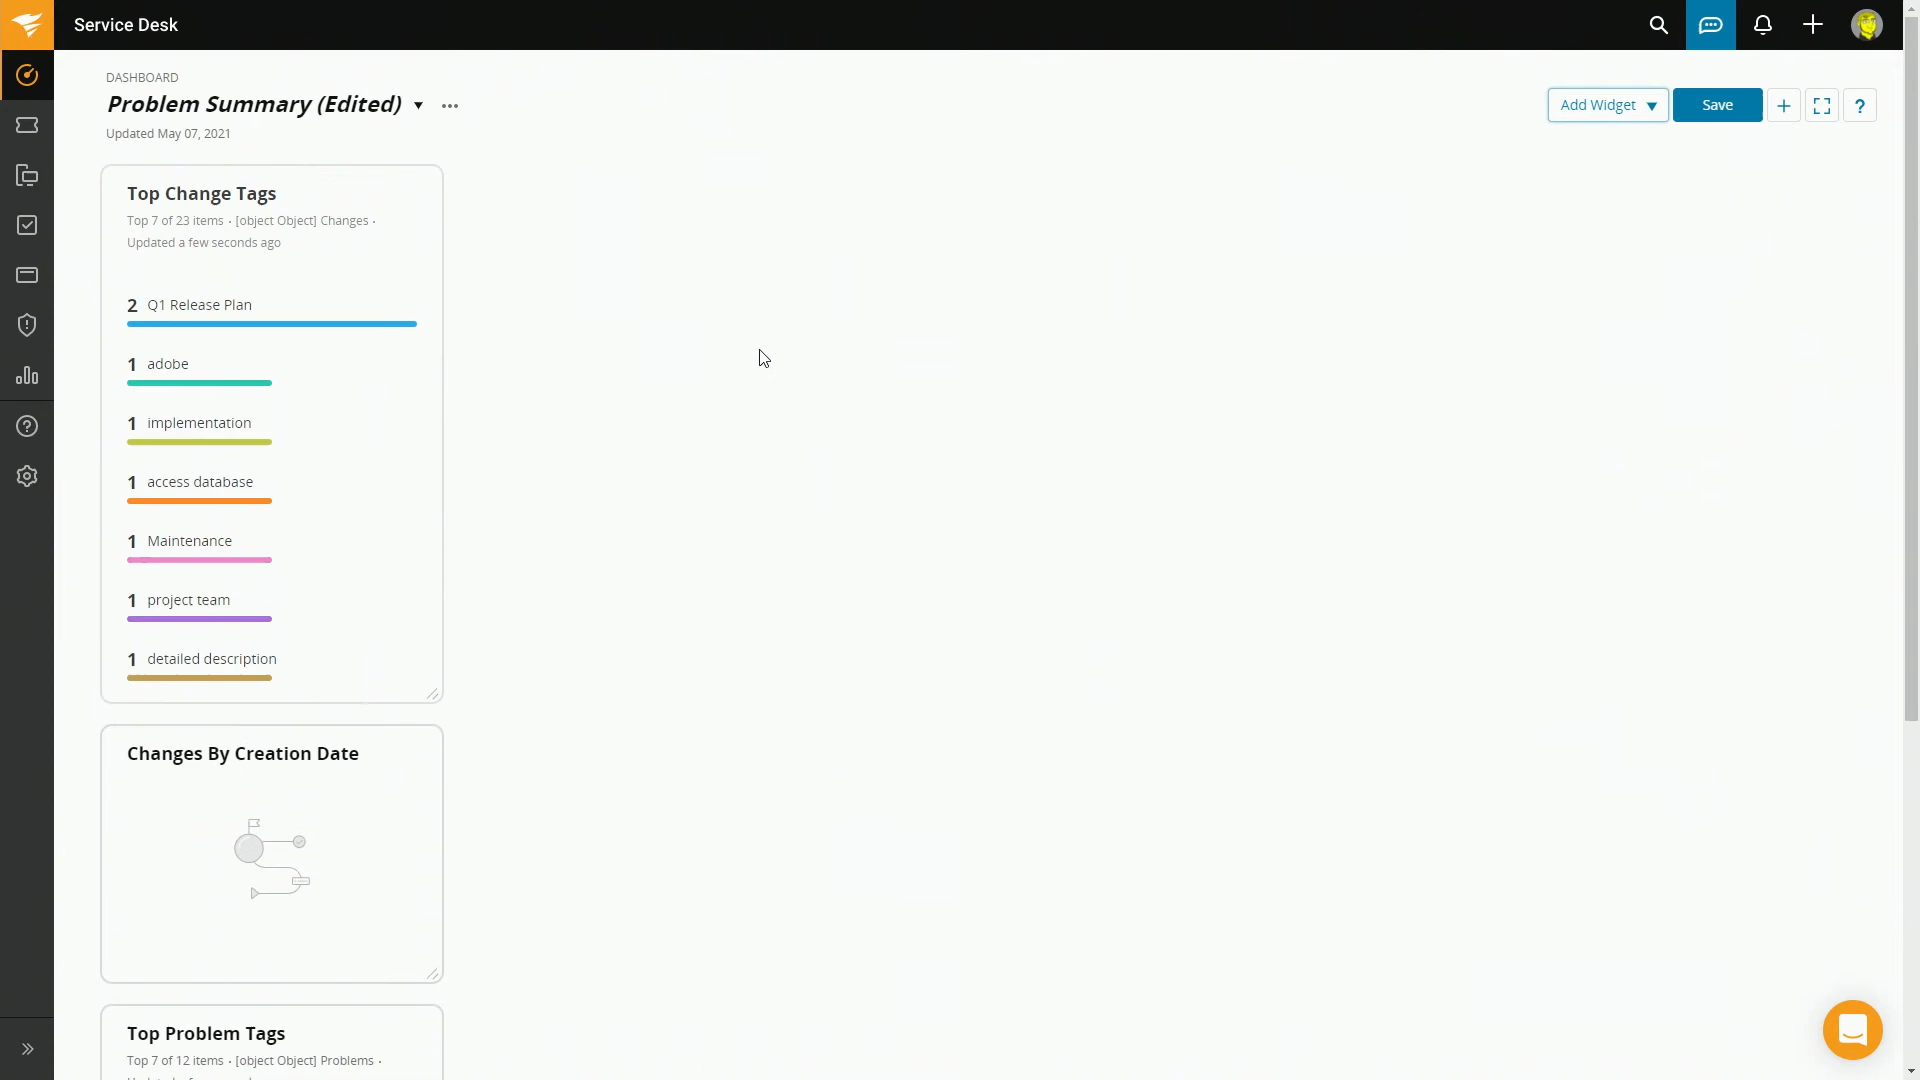 Service Desk
DASHBOARD
Problem Summary (Edited)
Updated May 07, 2021
Add Widget
Save
?
Top Change Tags
Top 7 of 23 items • [object Object] Changes •
Updated a few seconds ago
2 Q1 Release Plan
1 adobe
1 implementation
1 access database
1 Maintenance
1 project team
1 detailed description
Changes By Creation Date
Top Problem Tags
Top 7 of 12 items • [object Object] Problems •